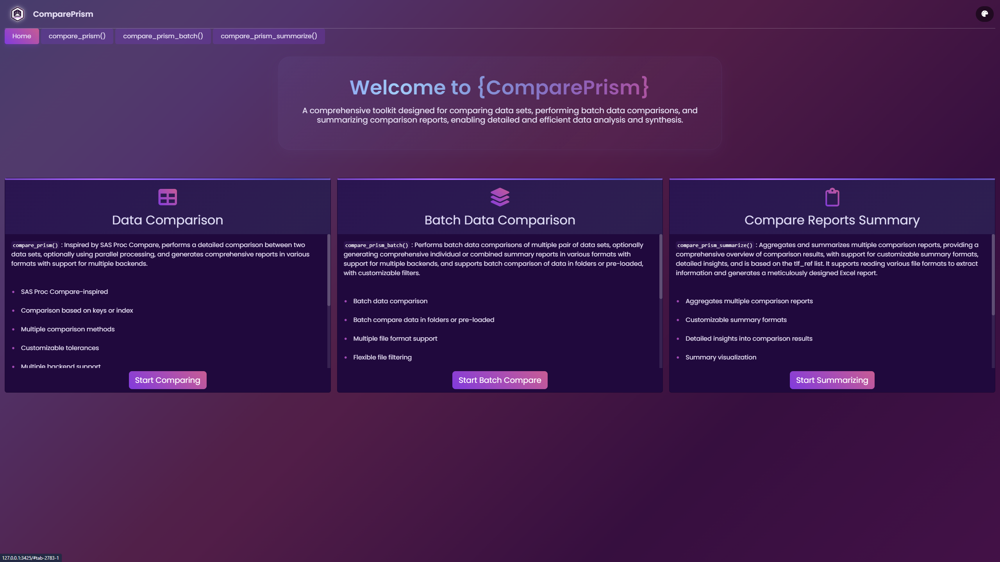 ComparePrism
Home
compare_prism()
compare_prism_batch()
compare_prism_summarize()
Welcome to {ComparePrism}
A comprehensive toolkit designed for comparing data sets, performing batch data comparisons, and
summarizing comparison reports, enabling detailed and efficient data analysis and synthesis.
Data Comparison
compare_prism() : Inspired by SAS Proc Compare, performs a detailed comparison between two
data sets, optionally using parallel processing, and generates comprehensive reports in various
formats with support for multiple backends.
• SAS Proc Compare-inspired
• Comparison based on keys or index
• Multiple comparison methods
• Customizable tolerances
• Multiple backend support
Start Comparing
Batch Data Comparison
compare_prism_batch() : Performs batch data comparisons of multiple pair of data sets, optionally
generating comprehensive individual or combined summary reports in various formats with
support for multiple backends, and supports batch comparison of data in folders or pre-loaded,
with customizable filters.
• Batch data comparison
• Batch compare data in folders or pre-loaded
• Multiple file format support
• Flexible file filtering
Start Batch Compare
Compare Reports Summary
compare_prism_summarize() : Aggregates and summarizes multiple comparison reports, providing a
comprehensive overview of comparison results, with support for customizable summary formats,
detailed insights, and is based on the tlf_ref list. It supports reading various file formats to extract
information and generates a meticulously designed Excel report.
• Aggregates multiple comparison reports
• Customizable summary formats
• Detailed insights into comparison results
• Summary visualization
Start Summarizing
127.0.0.1:3425/#tab-2783-1